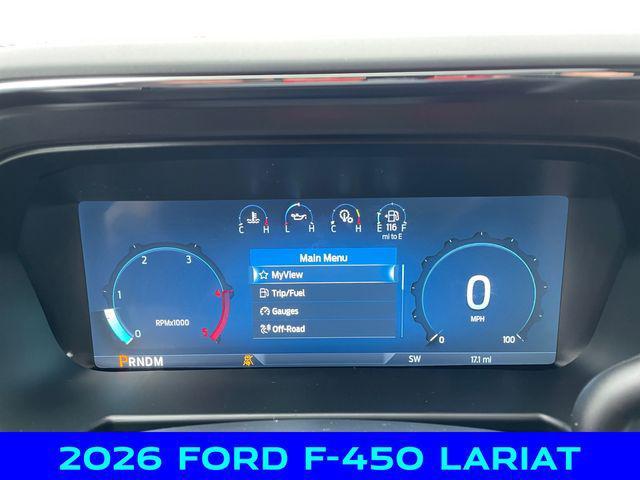 C H L H C H E 116 F
mi to E
Main Menu
MyView
Trip/Fuel
Gauges
Off-Road
0 1 2 3 4 5
RPMx1000
0
MPH
0 100
PRNDM SW 17.1 mi
2026 FORD F-450 LARIAT